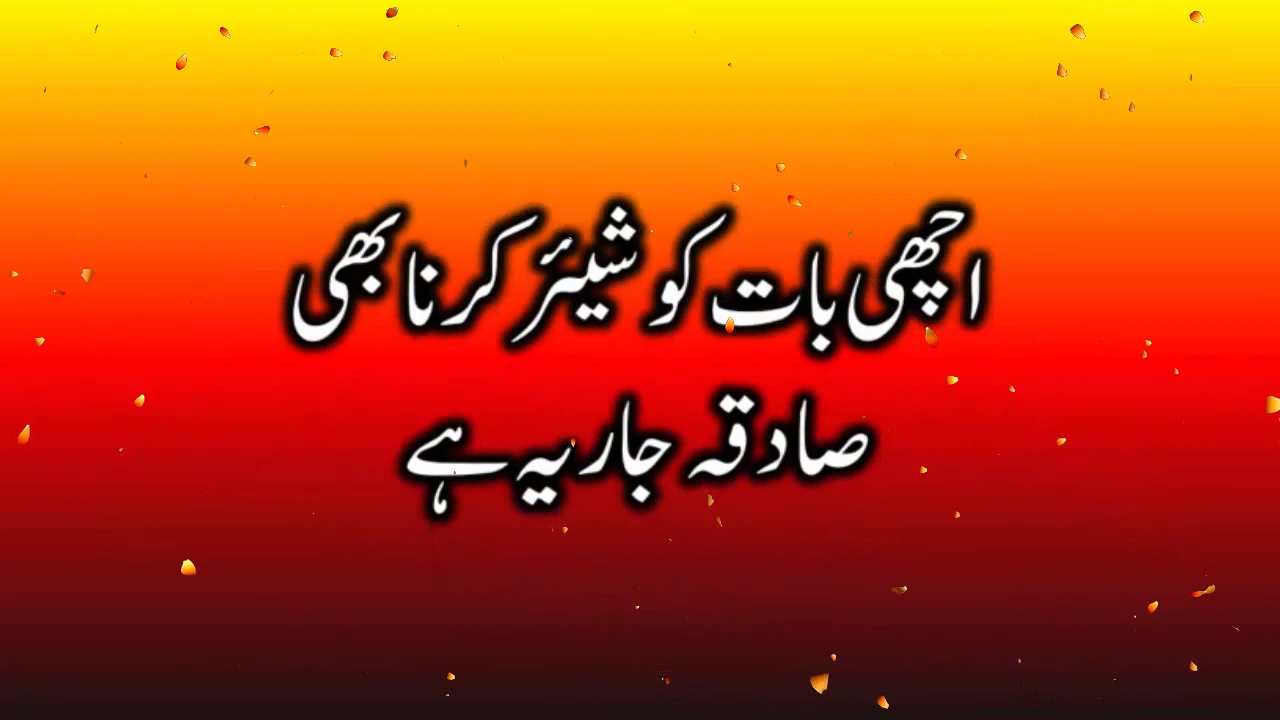 اچھی بات کو شیئر کرنا بھی
صادقہ جاریہ ہے